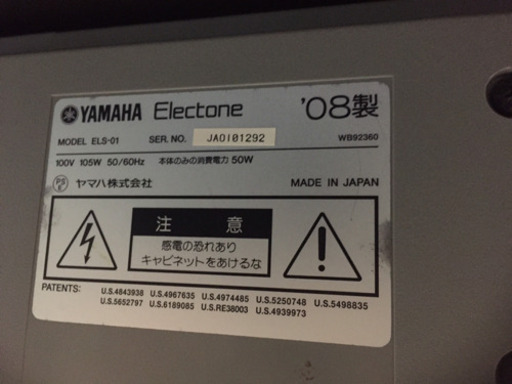 YAMAHA Electone '08製
MODEL ELS-01 SER. NO. JAOI01292 WB92360
100V 105W 50/60Hz 本体のみの消費電力 50W
PSE ヤマハ株式会社 MADE IN JAPAN
注意
感電の恐れあり
キャビネットをあけるな
PATENTS: U.S.4843938 U.S.4967635 U.S.4974485 U.S.5250748 U.S.5498835
U.S.5652797 U.S.6189085 U.S.RE38003 U.S.4939973